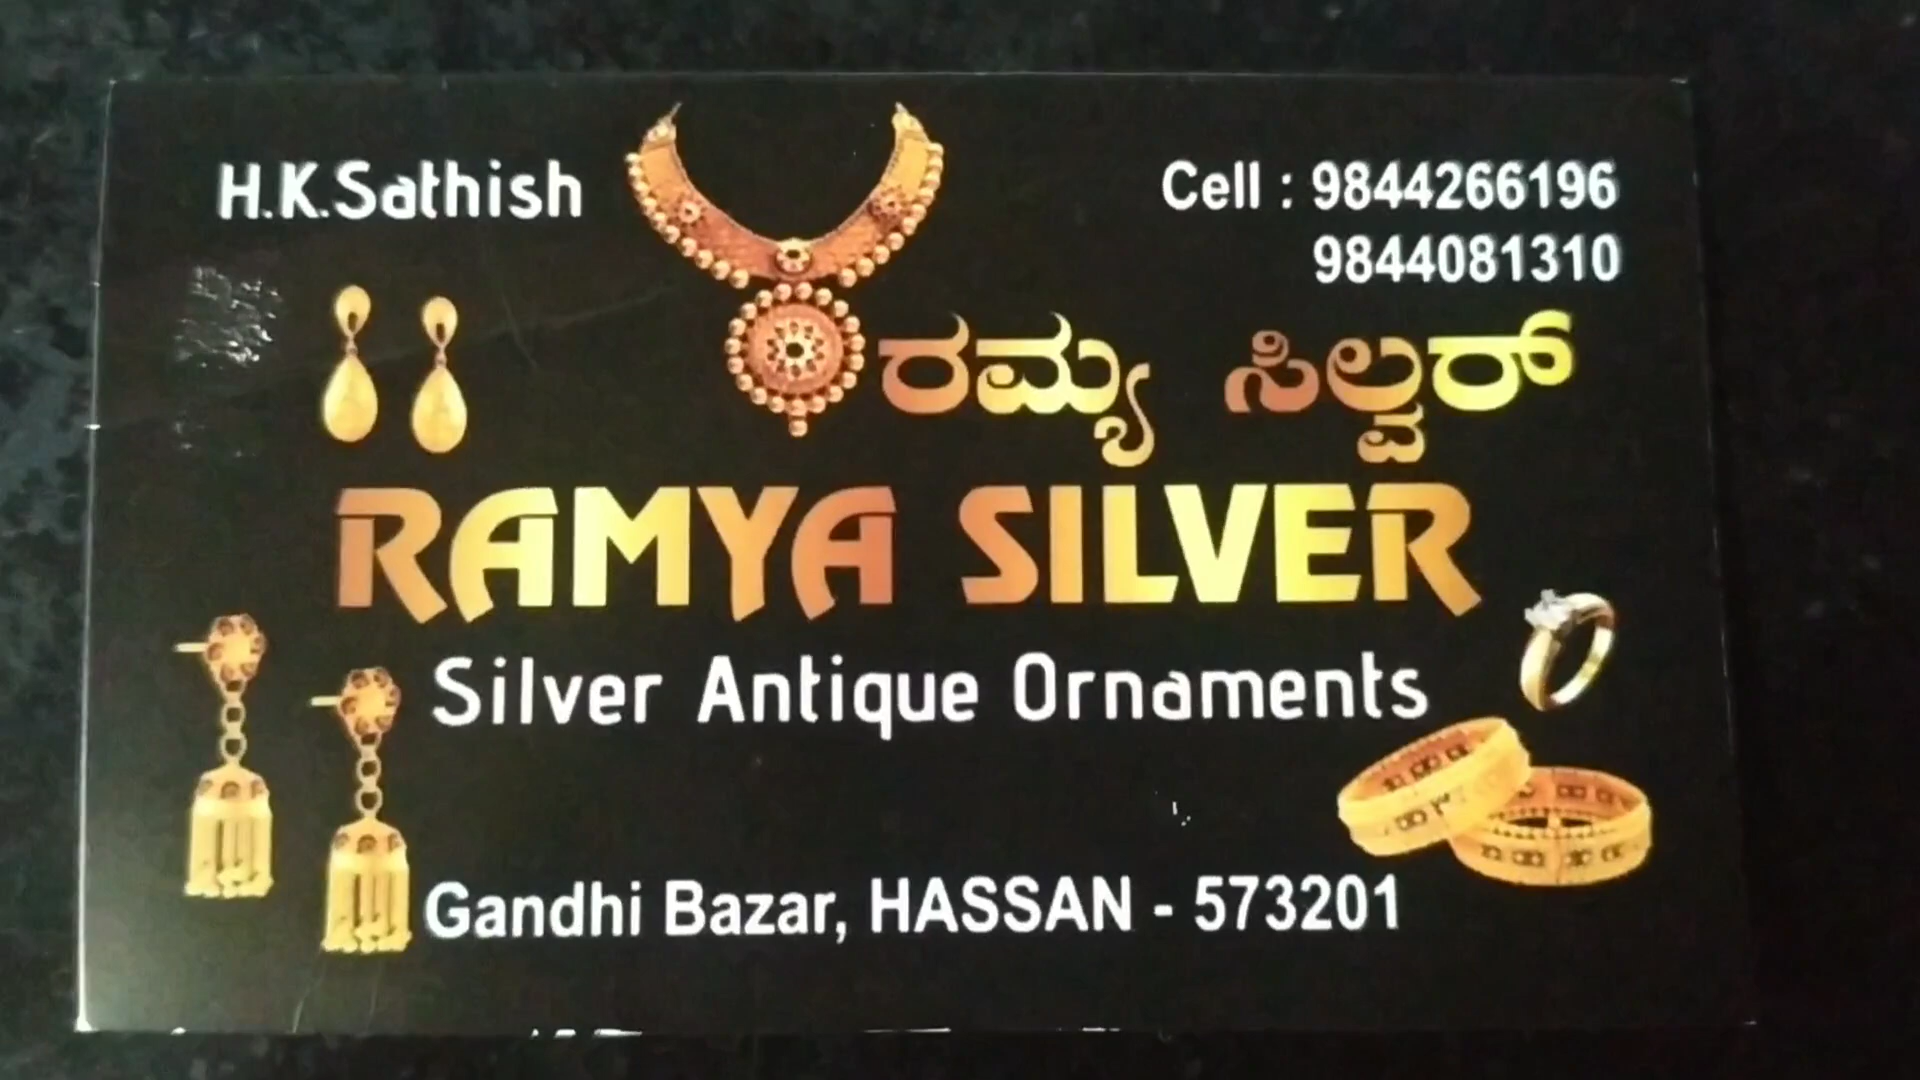 H.K.Sathish
Cell : 9844266196
9844081310
ರಮ್ಯ ಸಿಲ್ವರ್
RAMYA SILVER
Silver Antique Ornaments
Gandhi Bazar, HASSAN - 573201